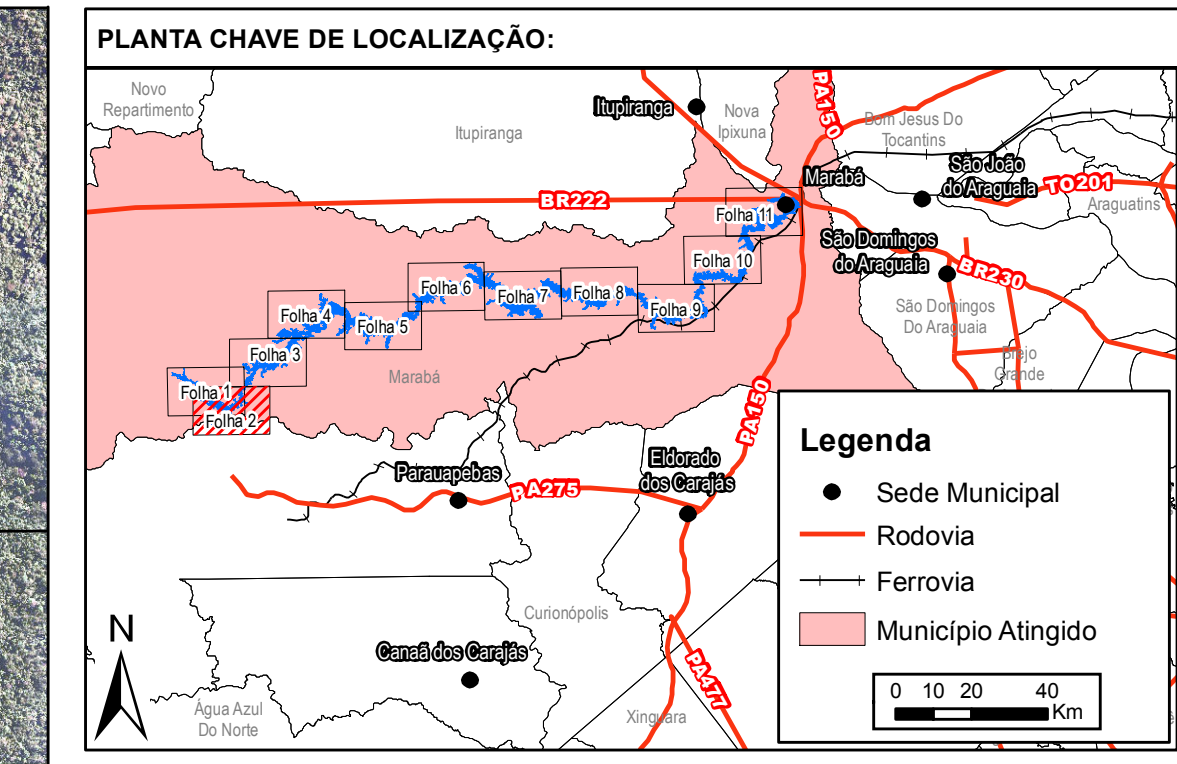 PLANTA CHAVE DE LOCALIZAÇÃO:
Novo
Repartimento
Itupiranga
Itupiranga
Nova
Ipixuna
PA150
Bom Jesus Do
Tocantins
São João
do Araguaia
TO201
Araguatins
Marabá
BR222
Folha 11
São Domingos
do Araguaia
BR230
Folha 10
Folha 6
Folha 7
Folha 8
Folha 9
São Domingos
Do Araguaia
Folha 4
Folha 5
Brejo
Grande
Folha 3
Marabá
Folha 1
Folha 2
PA150
Eldorado
dos Carajás
Parauapebas
PA275
Curionópolis
Canaã dos Carajás
PA477
Água Azul
Do Norte
Xinguara
N
Legenda
Sede Municipal
Rodovia
Ferrovia
Município Atingido
0 10 20 40
Km